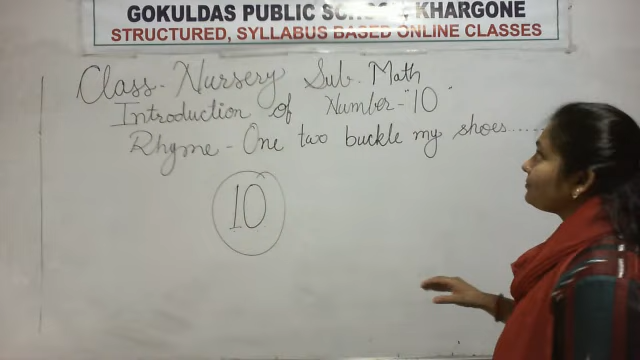 GOKULDAS PUBLIC SCHOOL, KHARGONE
STRUCTURED, SYLLABUS BASED ONLINE CLASSES
Class - Nursery Sub. Math
Introduction of Number - "10"
Rhyme - One two buckle my shoes.....
10